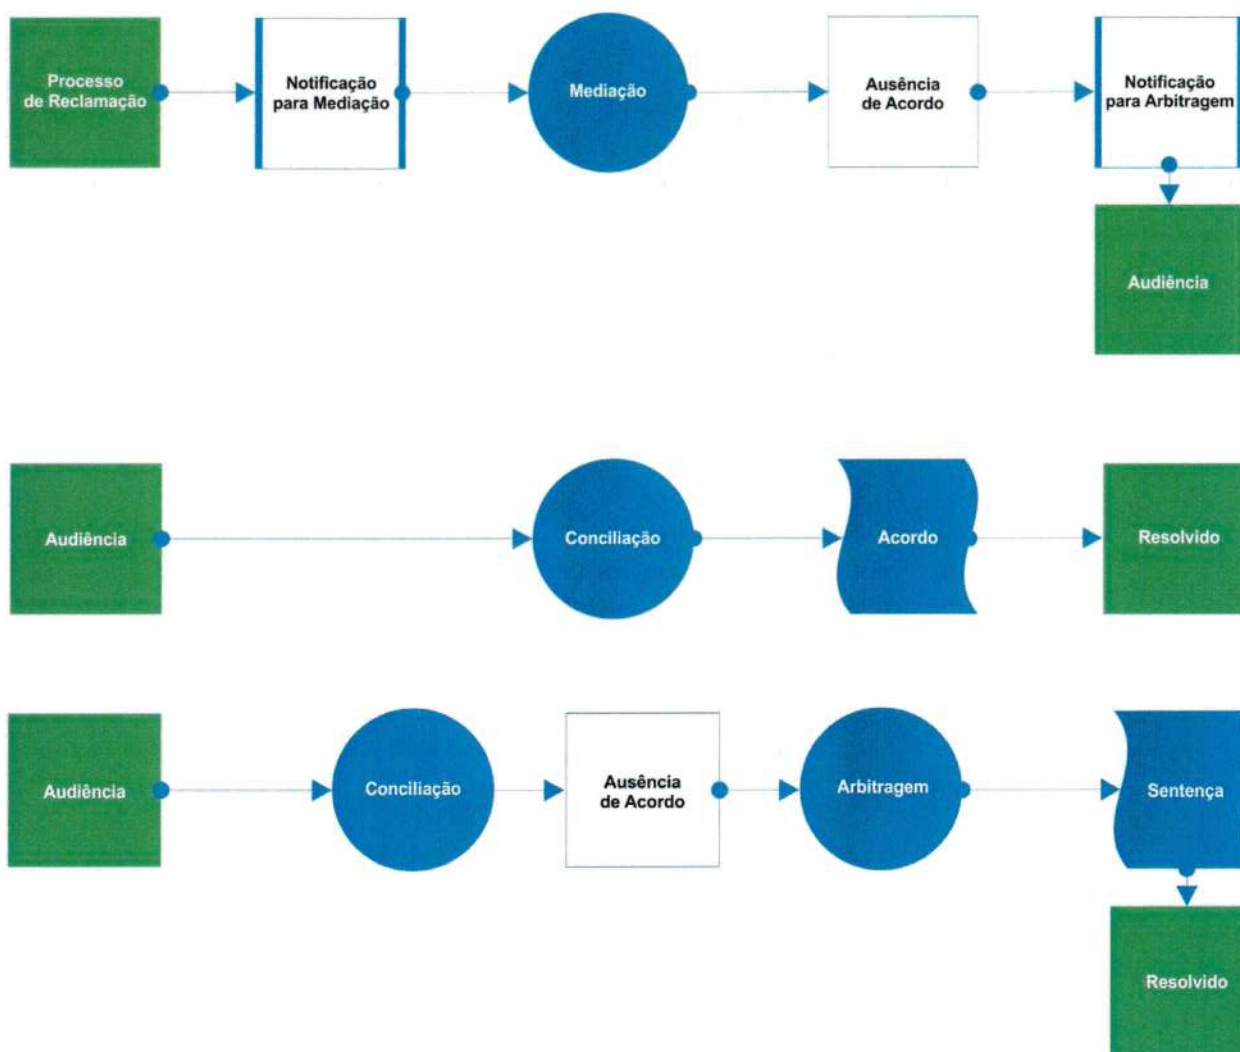 Processo
de Reclamação
Notificação
para Mediação
Mediação
Ausência
de Acordo
Notificação
para Arbitragem
Audiência
Audiência
Conciliação
Acordo
Resolvido
Audiência
Conciliação
Ausência
de Acordo
Arbitragem
Sentença
Resolvido